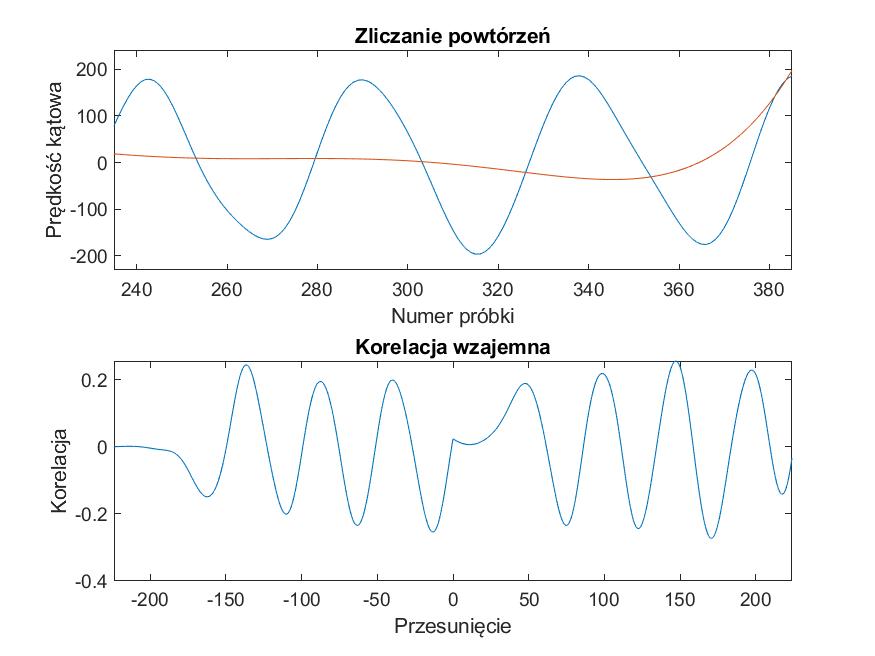 Zliczanie powtórzeń
200
100
0
-100
-200
Prędkość kątowa
240 260 280 300 320 340 360 380
Numer próbki
Korelacja wzajemna
0.2
0
-0.2
-0.4
Korelacja
-200 -150 -100 -50 0 50 100 150 200
Przesunięcie